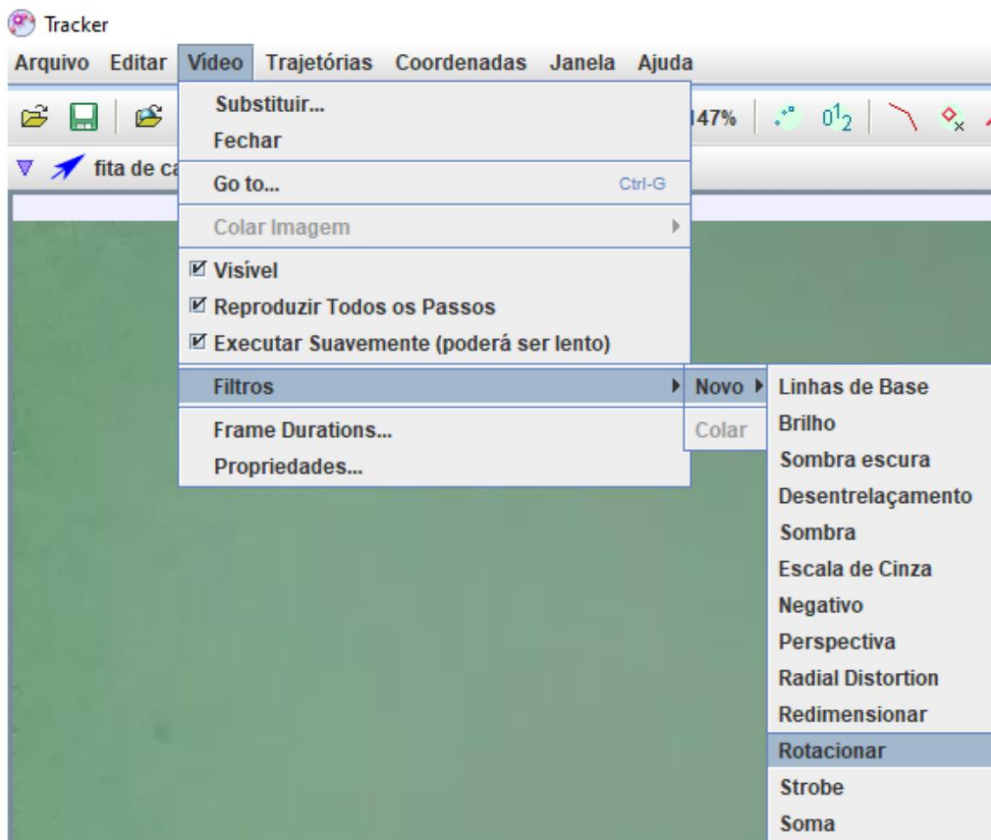 Tracker
Arquivo Editar Vídeo Trajetórias Coordenadas Janela Ajuda
147%
fita de ca
Substituir...
Fechar
Go to... Ctrl-G
Colar Imagem
Visível
Reproduzir Todos os Passos
Executar Suavemente (poderá ser lento)
Filtros
Frame Durations...
Propriedades...
Novo
Colar
Linhas de Base
Brilho
Sombra escura
Desentrelaçamento
Sombra
Escala de Cinza
Negativo
Perspectiva
Radial Distortion
Redimensionar
Rotacionar
Strobe
Soma